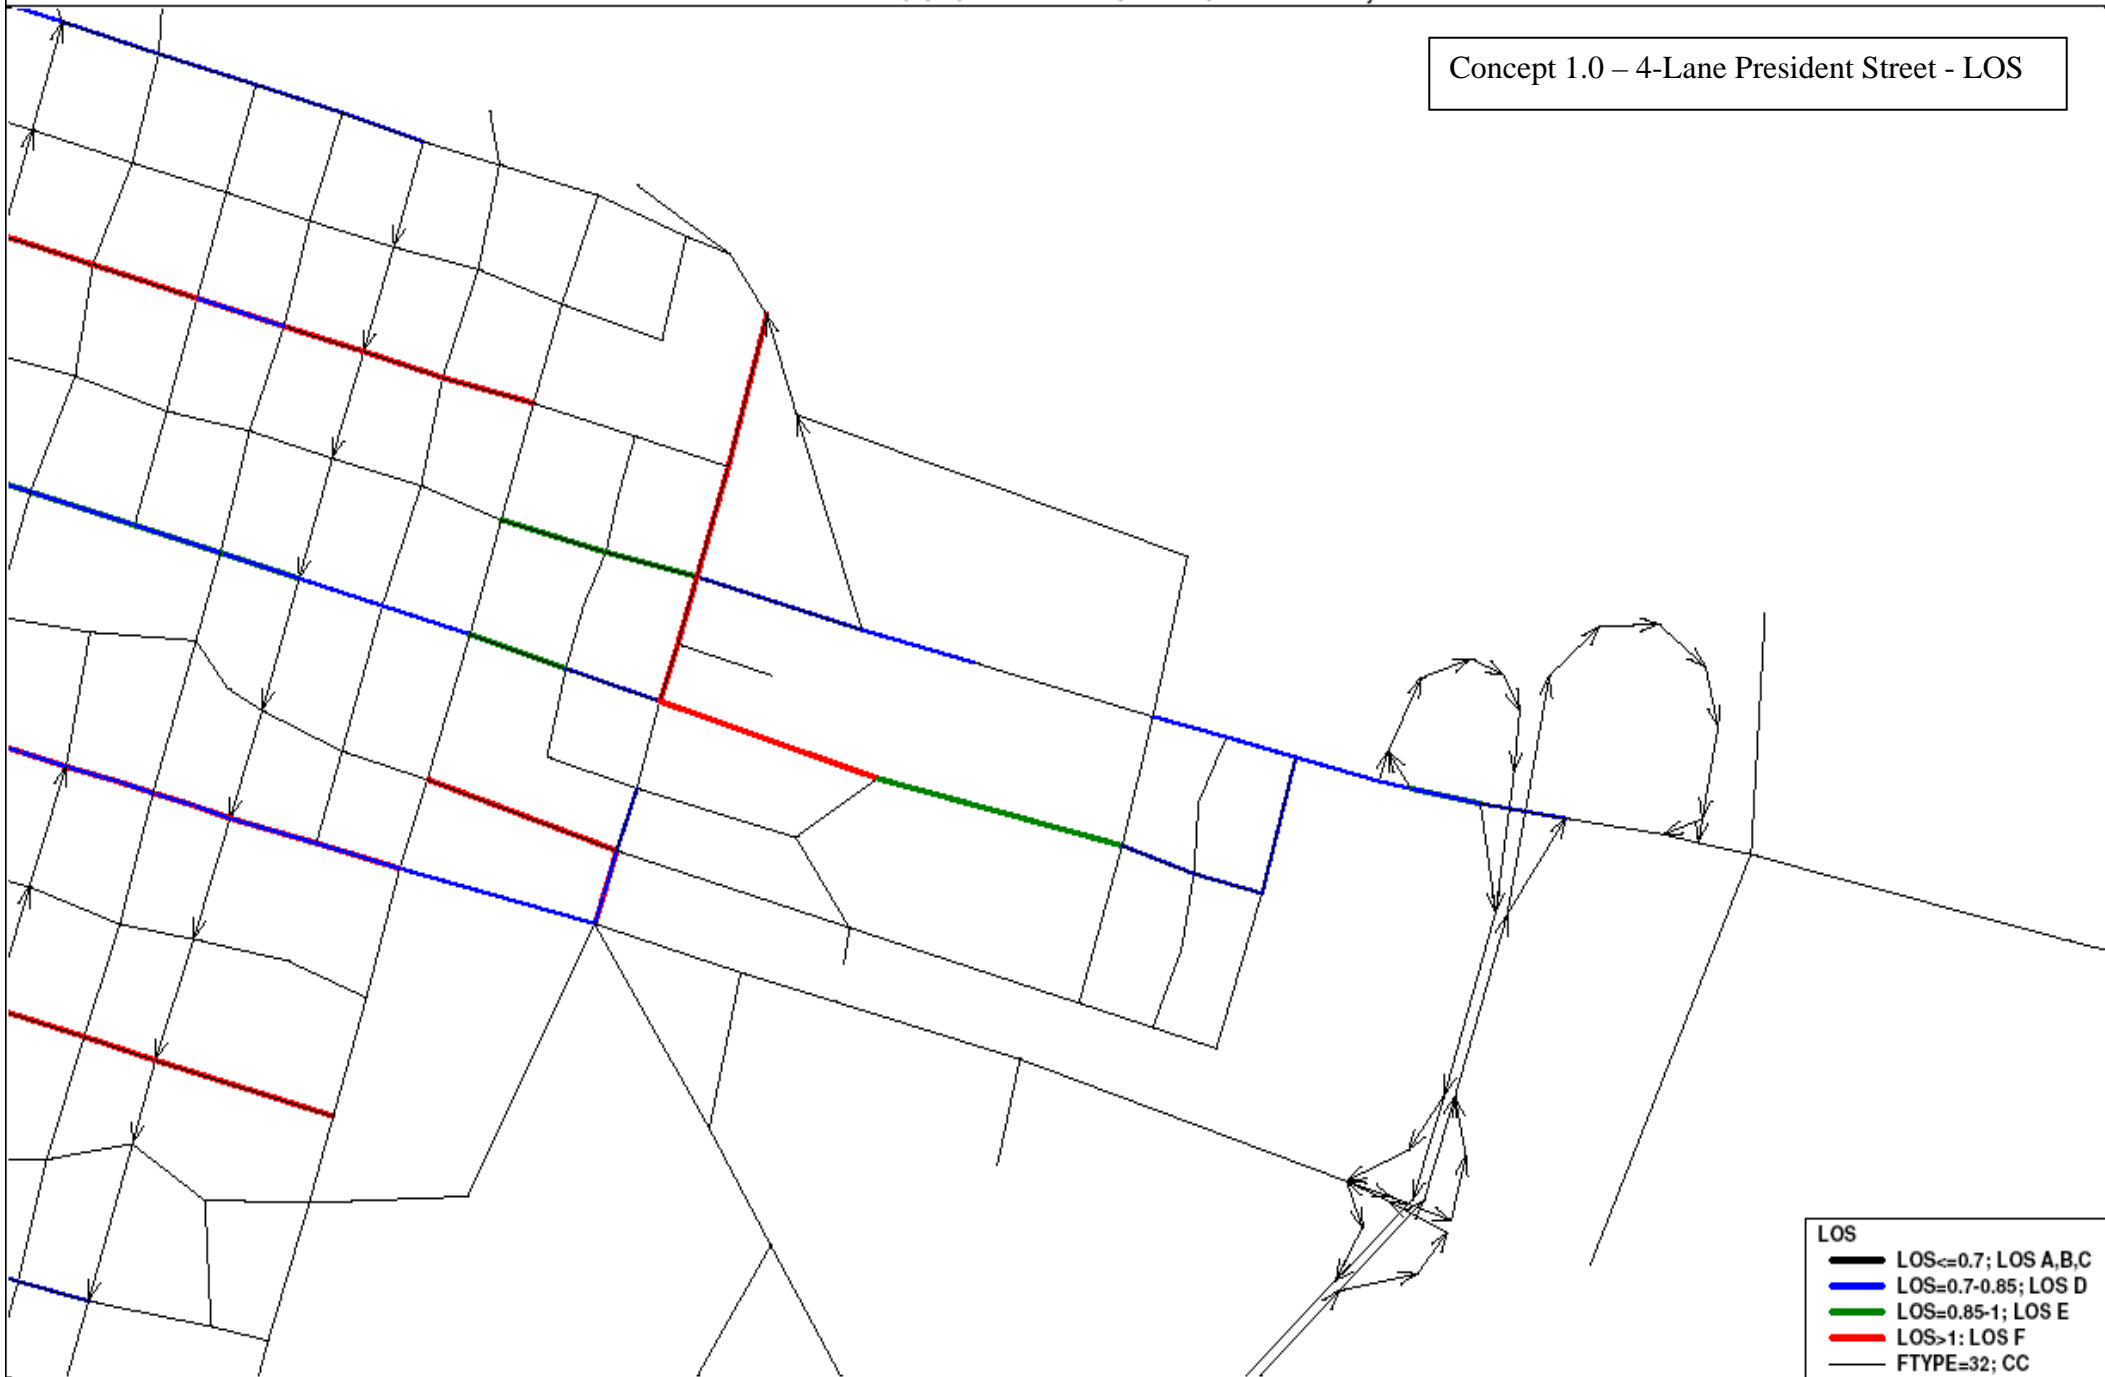 Concept 1.0 – 4-Lane President Street - LOS
LOS
LOS<=0.7; LOS A,B,C
LOS=0.7-0.85; LOS D
LOS=0.85-1; LOS E
LOS>1: LOS F
FTYPE=32; CC